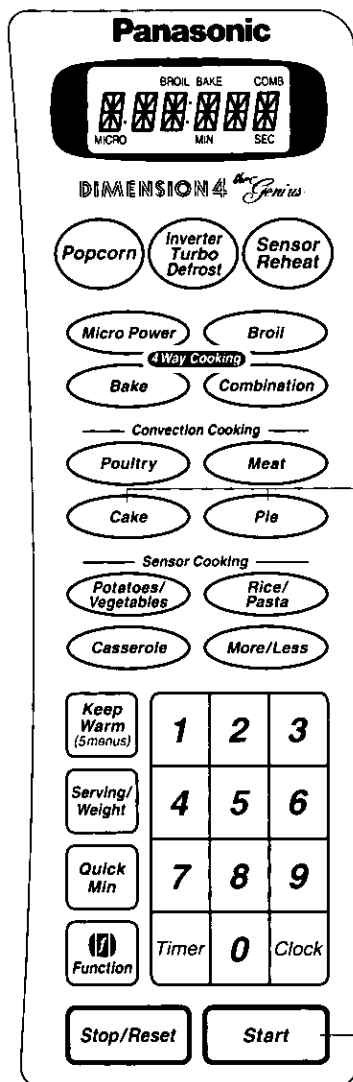 Panasonic
BROIL BAKE COMB
MICRO MIN SEC
DIMENSION 4 the Genius
Popcorn
Inverter
Turbo
Defrost
Sensor
Reheat
Micro Power
Broil
4 Way Cooking
Bake
Combination
Convection Cooking
Poultry
Meat
Cake
Pie
Sensor Cooking
Potatoes/
Vegetables
Rice/
Pasta
Casserole
More/Less
Keep
Warm
(5menus)
1 2 3
Serving/
Weight
4 5 6
Quick
Min
7 8 9
f
Function
Timer 0 Clock
Stop/Reset
Start